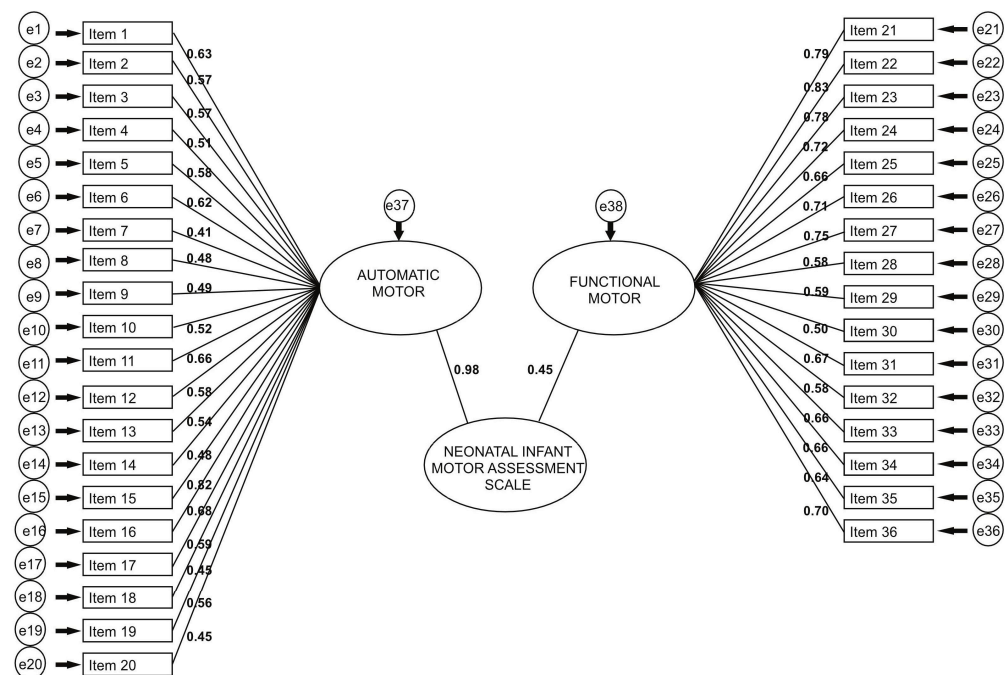 e1 Item 1
0.63
e2 Item 2
0.57
e3 Item 3
0.57
e4 Item 4
0.51
e5 Item 5
0.58
e6 Item 6
0.62
e7 Item 7
0.41
e8 Item 8
0.48
e9 Item 9
0.49
e10 Item 10
0.52
e11 Item 11
0.66
e12 Item 12
0.58
e13 Item 13
0.54
e14 Item 14
0.48
e15 Item 15
0.82
e16 Item 16
0.68
e17 Item 17
0.59
e18 Item 18
0.45
e19 Item 19
0.56
e20 Item 20
0.45
e37
AUTOMATIC
MOTOR
0.98
e38
FUNCTIONAL
MOTOR
0.45
NEONATAL INFANT
MOTOR ASSESSMENT
SCALE
Item 21 e21
0.79
Item 22 e22
0.83
Item 23 e23
0.78
Item 24 e24
0.72
Item 25 e25
0.66
Item 26 e26
0.71
Item 27 e27
0.75
Item 28 e28
0.58
Item 29 e29
0.59
Item 30 e30
0.50
Item 31 e31
0.67
Item 32 e32
0.58
Item 33 e33
0.66
Item 34 e34
0.66
Item 35 e35
0.64
Item 36 e36
0.70